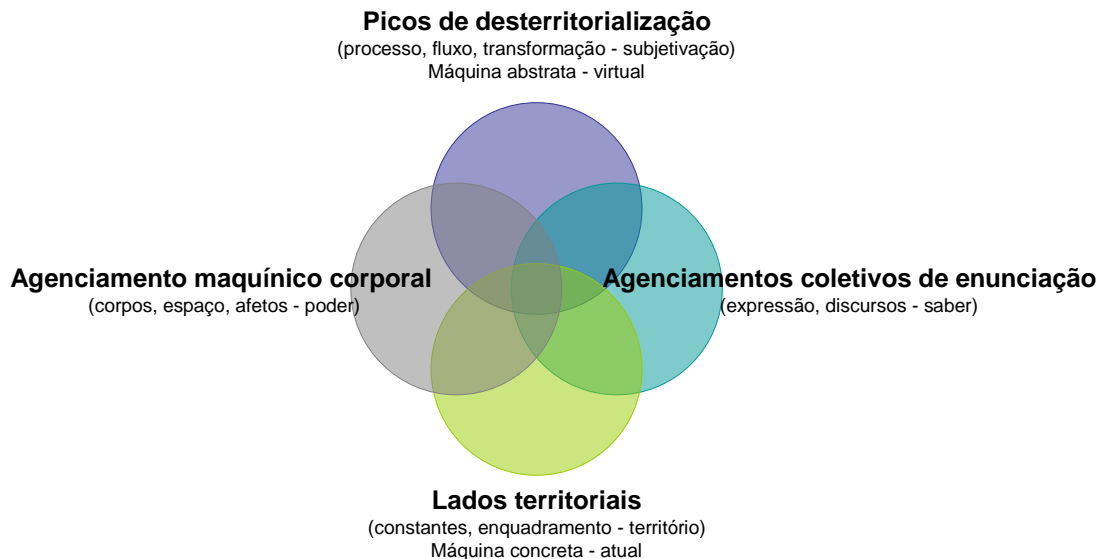 Picos de desterritorialização
(processo, fluxo, transformação - subjetivação)
Máquina abstrata - virtual
Agenciamento maquínico corporal
(corpos, espaço, afetos - poder)
Agenciamentos coletivos de enunciação
(expressão, discursos - saber)
Lados territoriais
(constantes, enquadramento - território)
Máquina concreta - atual